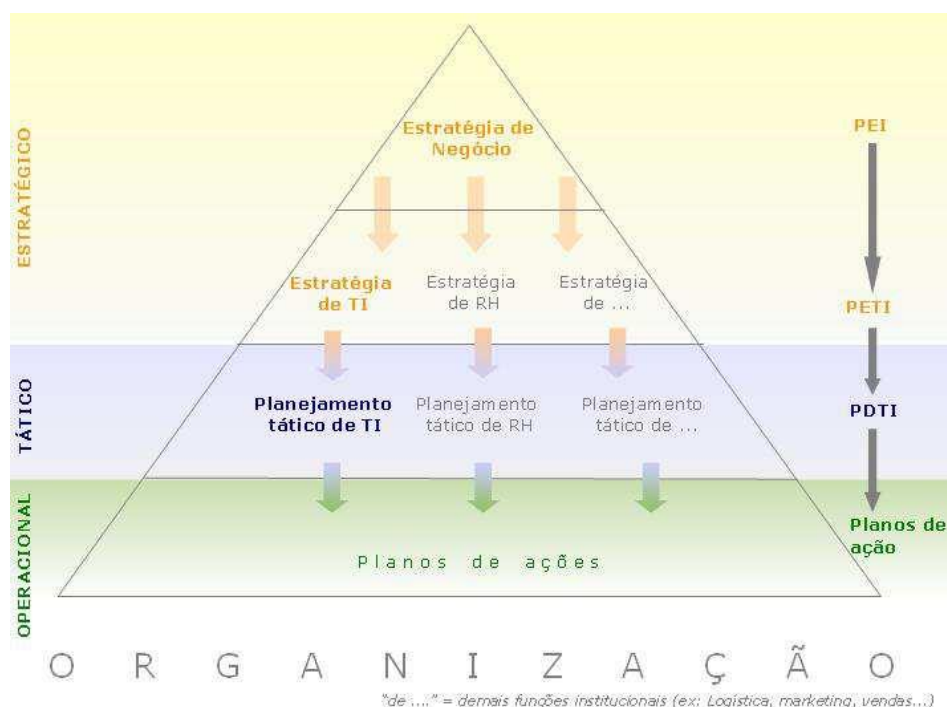 ESTRATÉGICO
Estratégia de
Negócio
PEI
Estratégia
de TI
Estratégia
de RH
Estratégia
de ...
PETI
TÁTICO
Planejamento
tático de TI
Planejamento
tático de RH
Planejamento
tático de ...
PDTI
OPERACIONAL
Planos de ações
Planos de
ação
O R G A N I Z A Ç Ã O
"de ...." = demais funções institucionais (ex: Logística, marketing, vendas...)